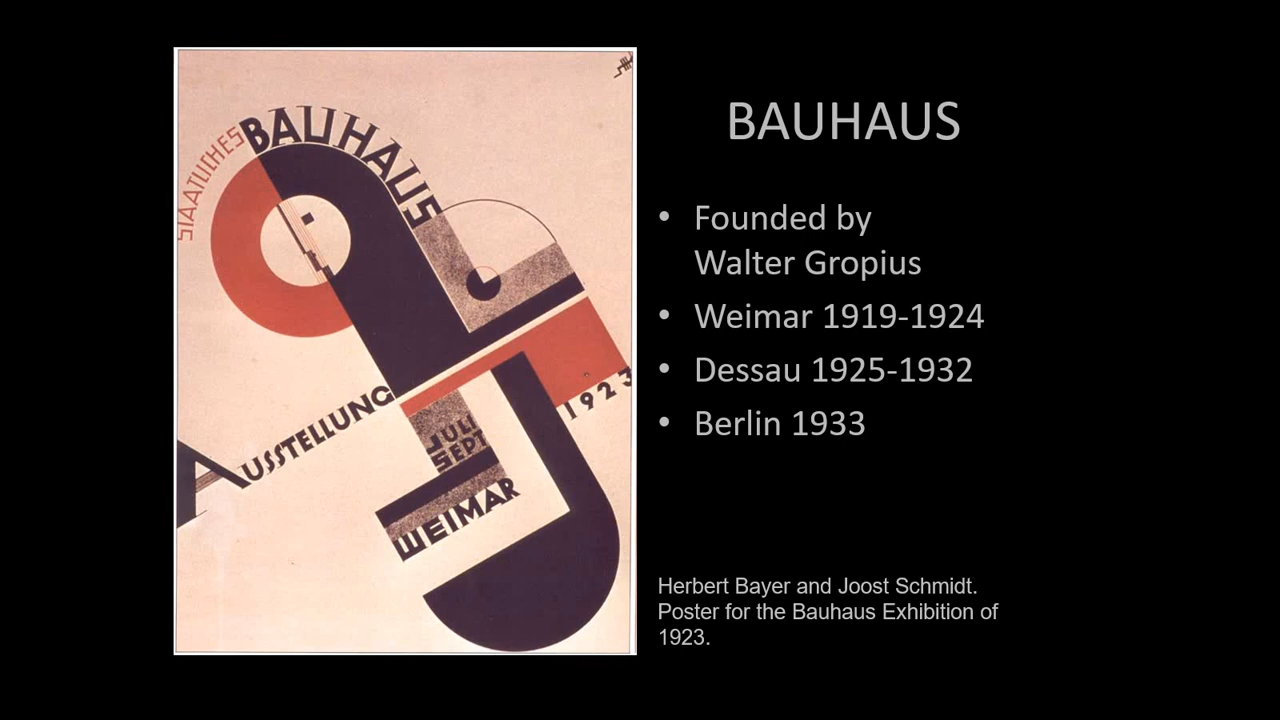 STAATLICHES
BAUHAUS
AUSSTELLUNG
1923
JULI
SEPT
WEIMAR
BAUHAUS
• Founded by
Walter Gropius
• Weimar 1919-1924
• Dessau 1925-1932
• Berlin 1933
Herbert Bayer and Joost Schmidt.
Poster for the Bauhaus Exhibition of
1923.